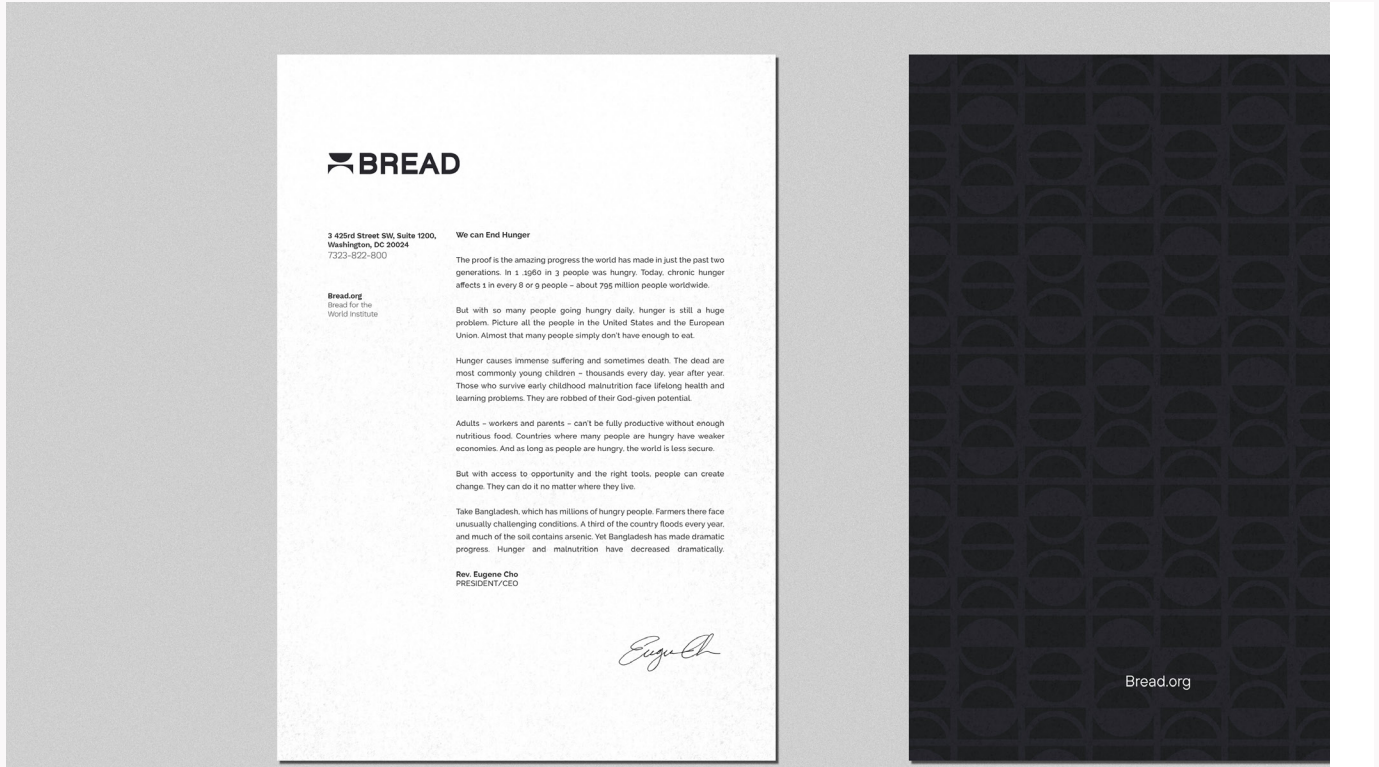 BREAD
3 425rd Street SW, Suite 1200,
Washington, DC 20024
7323-822-800
Bread.org
Bread for the
World Institute
We can End Hunger
The proof is the amazing progress the world has made in just the past two
generations. In 1 .1960 in 3 people was hungry. Today, chronic hunger
affects 1 in every 8 or 9 people – about 795 million people worldwide.
But with so many people going hungry daily, hunger is still a huge
problem. Picture all the people in the United States and the European
Union. Almost that many people simply don't have enough to eat.
Hunger causes immense suffering and sometimes death. The dead are
most commonly young children – thousands every day, year after year.
Those who survive early childhood malnutrition face lifelong health and
learning problems. They are robbed of their God-given potential.
Adults – workers and parents – can't be fully productive without enough
nutritious food. Countries where many people are hungry have weaker
economies. And as long as people are hungry, the world is less secure.
But with access to opportunity and the right tools, people can create
change. They can do it no matter where they live.
Take Bangladesh, which has millions of hungry people. Farmers there face
unusually challenging conditions. A third of the country floods every year,
and much of the soil contains arsenic. Yet Bangladesh has made dramatic
progress. Hunger and malnutrition have decreased dramatically.
Rev. Eugene Cho
PRESIDENT/CEO
Bread.org